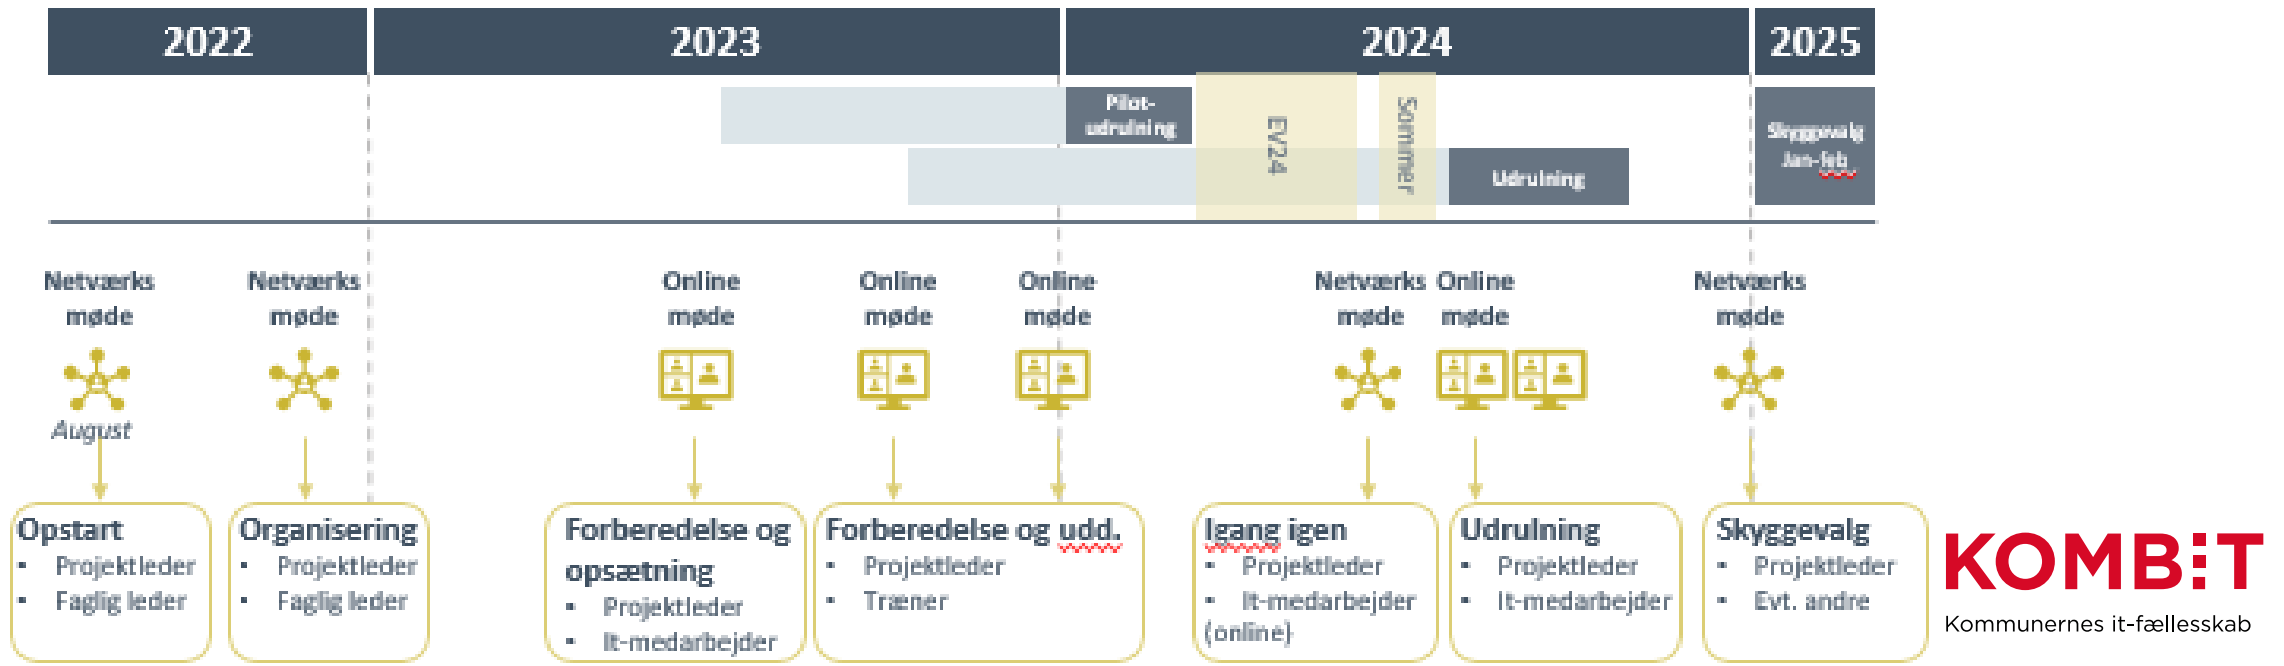 2022
2023
2024
2025
Pilot-
udrulning
EV24
Sommer
Skyggevalg
Jan-feb
Udrulning
Netværks
møde
Netværks
møde
Online
møde
Online
møde
Online
møde
Netværks
møde
Online
møde
Netværks
møde
August
Opstart
▪ Projektleder
▪ Faglig leder
Organisering
▪ Projektleder
▪ Faglig leder
Forberedelse og
opsætning
▪ Projektleder
▪ It-medarbejder
Forberedelse og udd.
▪ Projektleder
▪ Træner
Igang igen
▪ Projektleder
▪ It-medarbejder
(online)
Udrulning
▪ Projektleder
▪ It-medarbejder
Skyggevalg
▪ Projektleder
▪ Evt. andre
KOMBIT
Kommunernes it-fællesskab